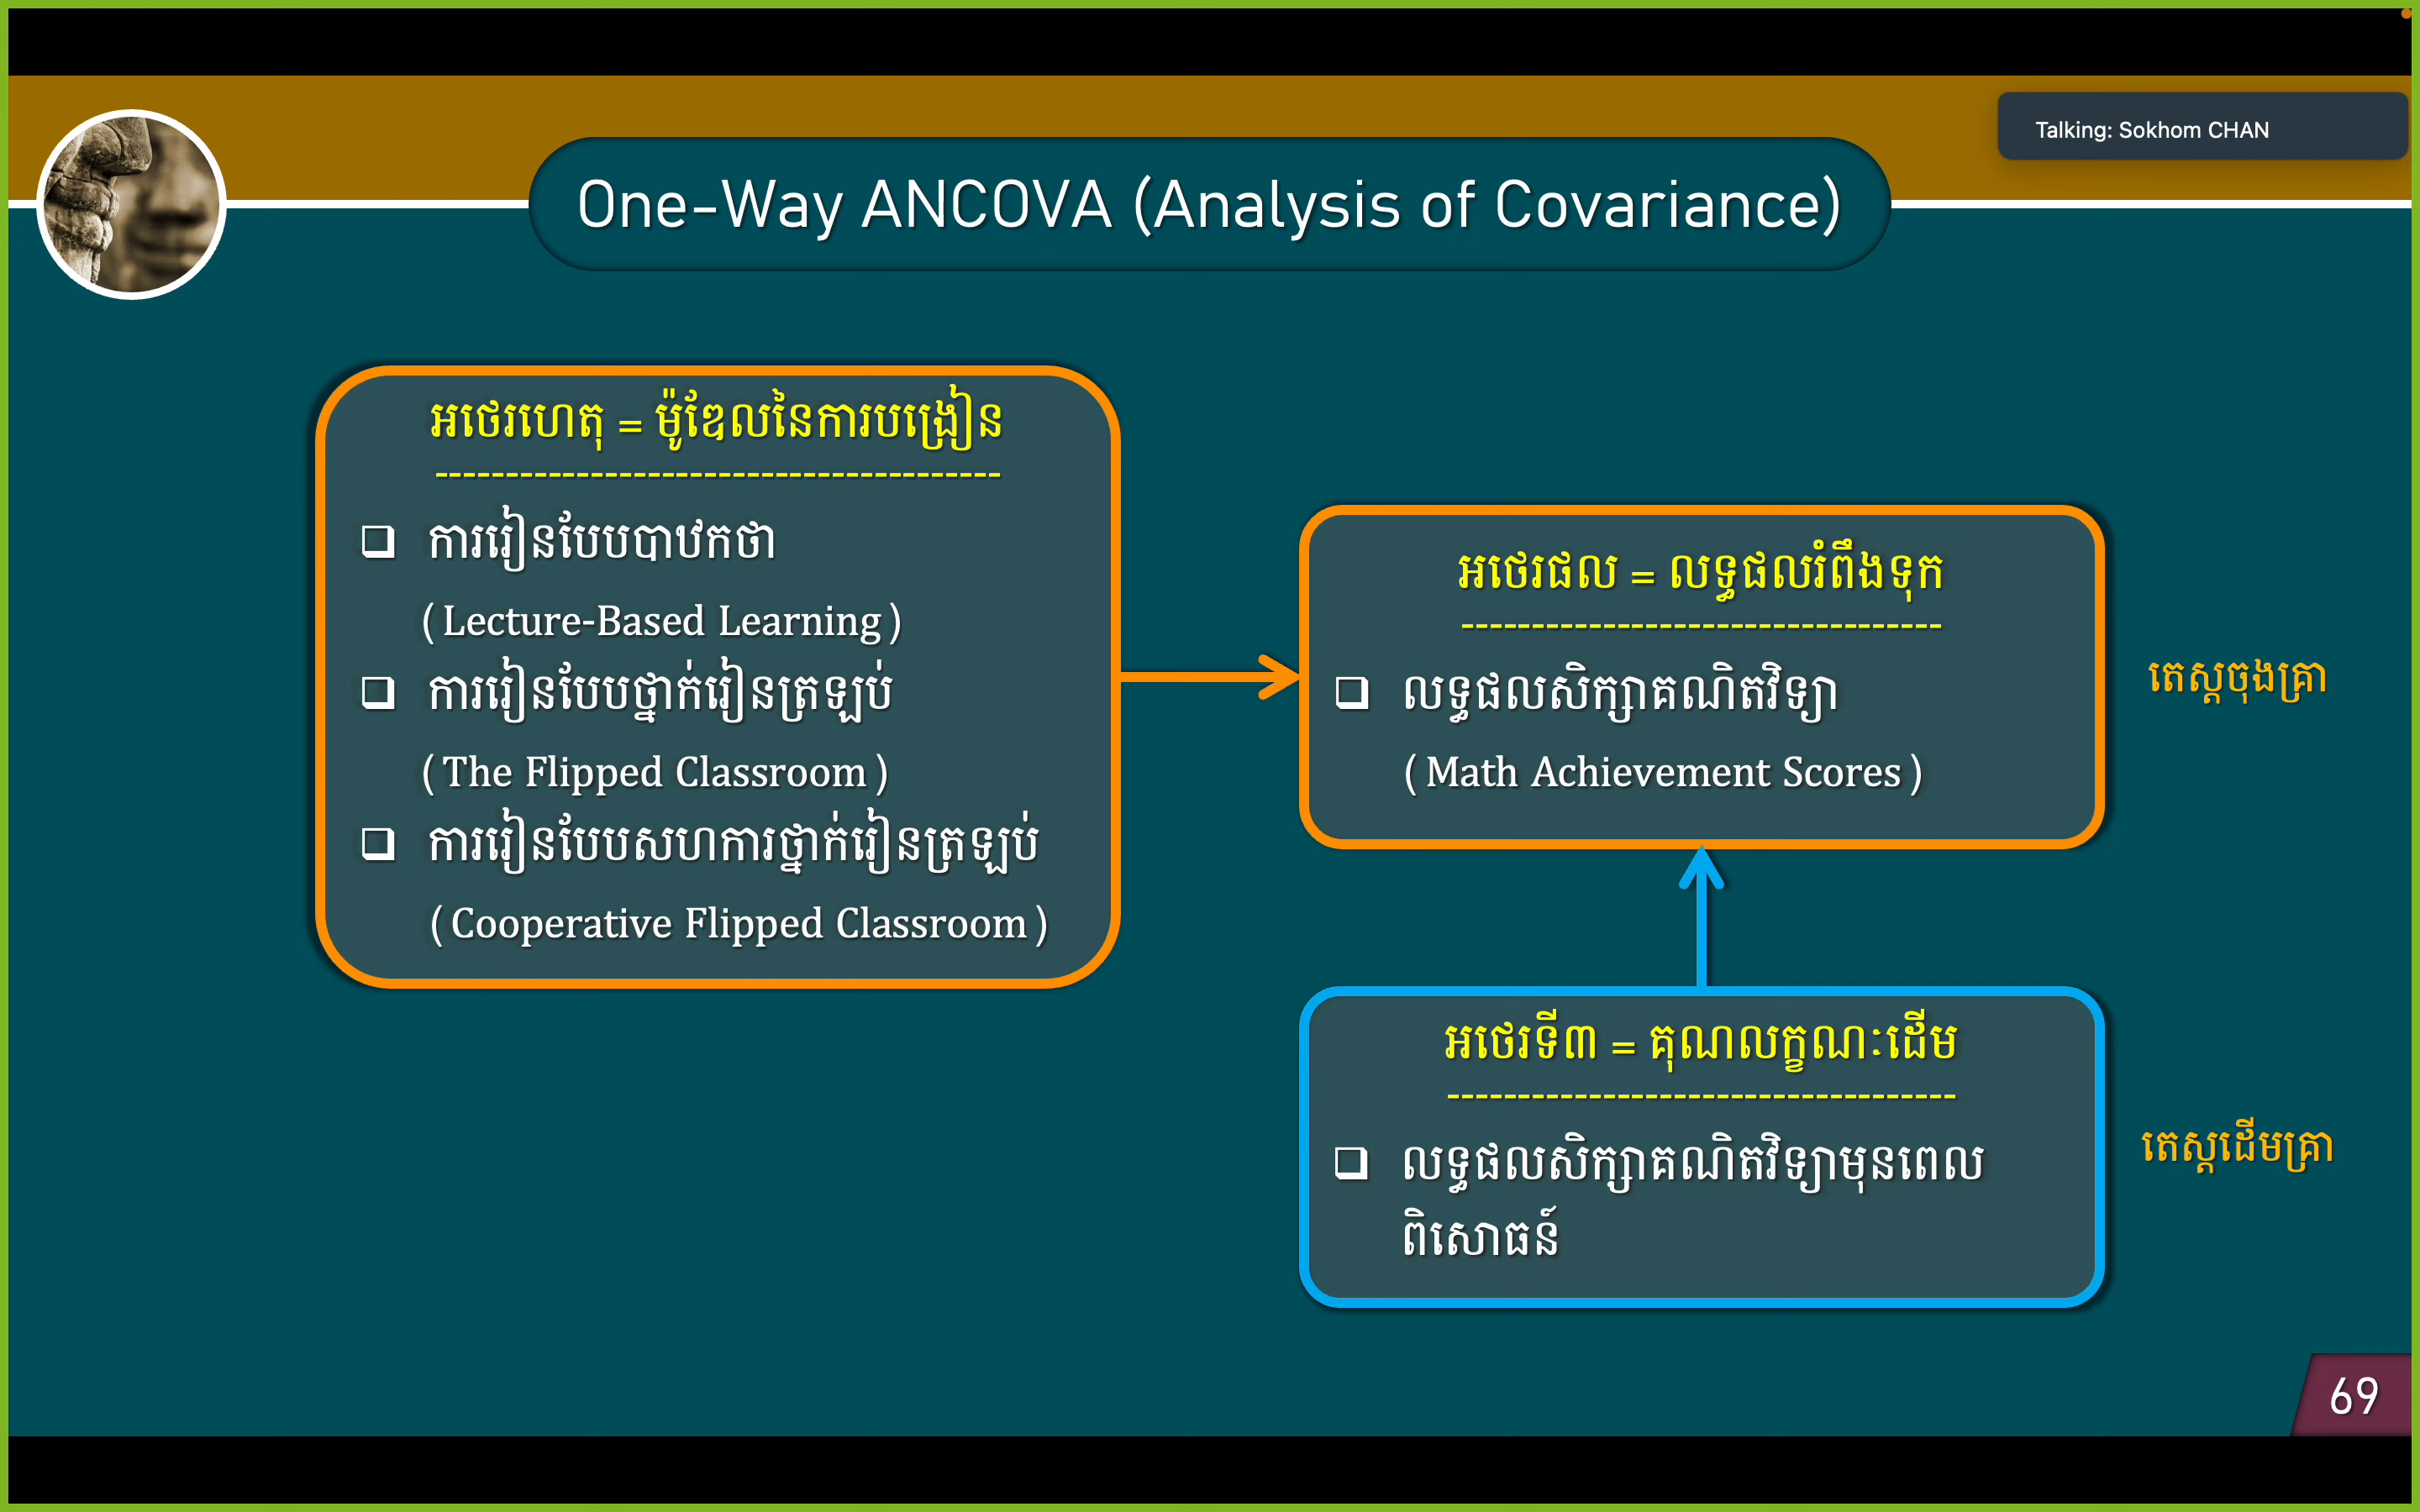 Talking: Sokhom CHAN
One-Way ANCOVA (Analysis of Covariance)
អថេរហេតុ = ម៉ូឌែលនៃការបង្រៀន
----------------------------------------
❑ ការរៀនបែបបាឋកថា
(Lecture-Based Learning)
❑ ការរៀនបែបថ្នាក់រៀនត្រឡប់
(The Flipped Classroom)
❑ ការរៀនបែបសហការថ្នាក់រៀនត្រឡប់
(Cooperative Flipped Classroom)
អថេរផល = លទ្ធផលរំពឹងទុក
----------------------------------
❑ លទ្ធផលសិក្សាគណិតវិទ្យា
(Math Achievement Scores)
តេស្តចុងគ្រា
អថេរទី៣ = គុណលក្ខណៈដើម
------------------------------------
❑ លទ្ធផលសិក្សាគណិតវិទ្យាមុនពេល
ពិសោធន៍
តេស្តដើមគ្រា
69